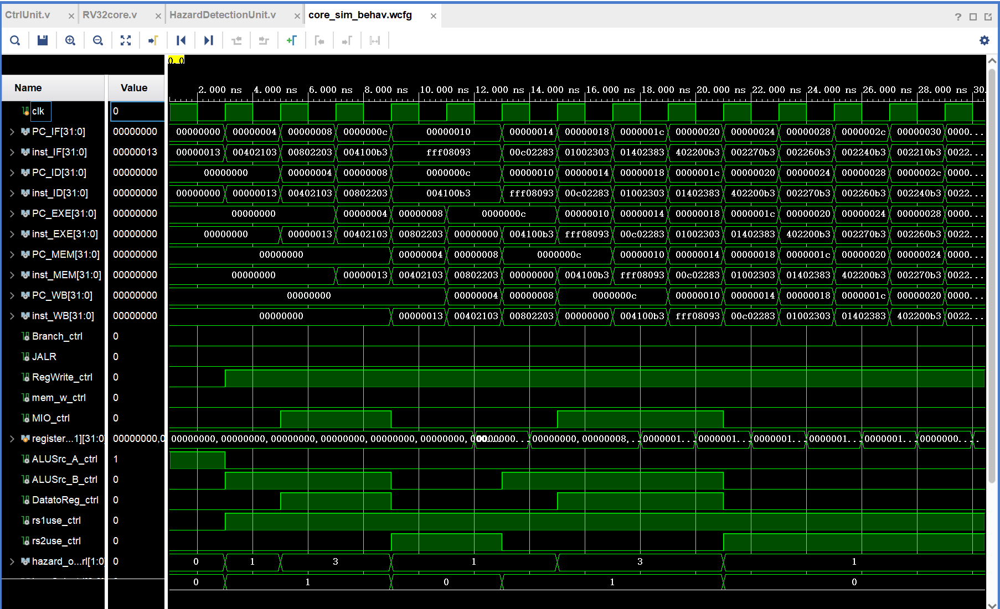 CtrlUnit.v × RV32core.v × HazardDetectionUnit.v × core_sim_behav.wcfg × ?
0.0
Name Value 2.000 ns 4.000 ns 6.000 ns 8.000 ns 10.000 ns 12.000 ns 14.000 ns 16.000 ns 18.000 ns 20.000 ns 22.000 ns 24.000 ns 26.000 ns 28.000 ns 30.
clk 0
PC_IF[31:0] 00000000 00000000 00000004 00000008 0000000c 00000010 00000014 00000018 0000001c 00000020 00000024 00000028 0000002c 00000030 0000...
inst_IF[31:0] 00000013 00000013 00402103 00802203 004100b3 fff08093 00c02283 01002303 01402383 402200b3 002270b3 002260b3 002240b3 002210b3 0022...
PC_ID[31:0] 00000000 00000000 00000004 00000008 0000000c 00000010 00000014 00000018 0000001c 00000020 00000024 00000028 0000002c 0000...
inst_ID[31:0] 00000000 00000000 00000013 00402103 00802203 004100b3 fff08093 00c02283 01002303 01402383 402200b3 002270b3 002260b3 002240b3 0022...
PC_EXE[31:0] 00000000 00000000 00000004 00000008 0000000c 00000010 00000014 00000018 0000001c 00000020 00000024 00000028 0000...
inst_EXE[31:0] 00000000 00000000 00000013 00402103 00802203 00000000 004100b3 fff08093 00c02283 01002303 01402383 402200b3 002270b3 002260b3 0022...
PC_MEM[31:0] 00000000 00000000 00000004 00000008 0000000c 00000010 00000014 00000018 0000001c 00000020 00000024 0000...
inst_MEM[31:0] 00000000 00000000 00000013 00402103 00802203 00000000 004100b3 fff08093 00c02283 01002303 01402383 402200b3 002270b3 0022...
PC_WB[31:0] 00000000 00000000 00000004 00000008 0000000c 00000010 00000014 00000018 0000001c 00000020 0000...
inst_WB[31:0] 00000000 00000000 00000013 00402103 00802203 00000000 004100b3 fff08093 00c02283 01002303 01402383 402200b3 0022...
Branch_ctrl 0
JALR 0
RegWrite_ctrl 0
mem_w_ctrl 0
MIO_ctrl 0
register...1][31:0 00000000,0 00000000,00000000,00000000,00000000,00000000,00000000,0 0000... 00000000,00000008,.. 0000001.. 0000001.. 0000001.. 0000001.. 0000001.. 0000000..
ALUSrc_A_ctrl 1
ALUSrc_B_ctrl 0
DatatoReg_ctrl 0
rs1use_ctrl 0
rs2use_ctrl 0
hazard_o...rl[1:0 0 0 1 3 1 3 1
0 1 0 1 0